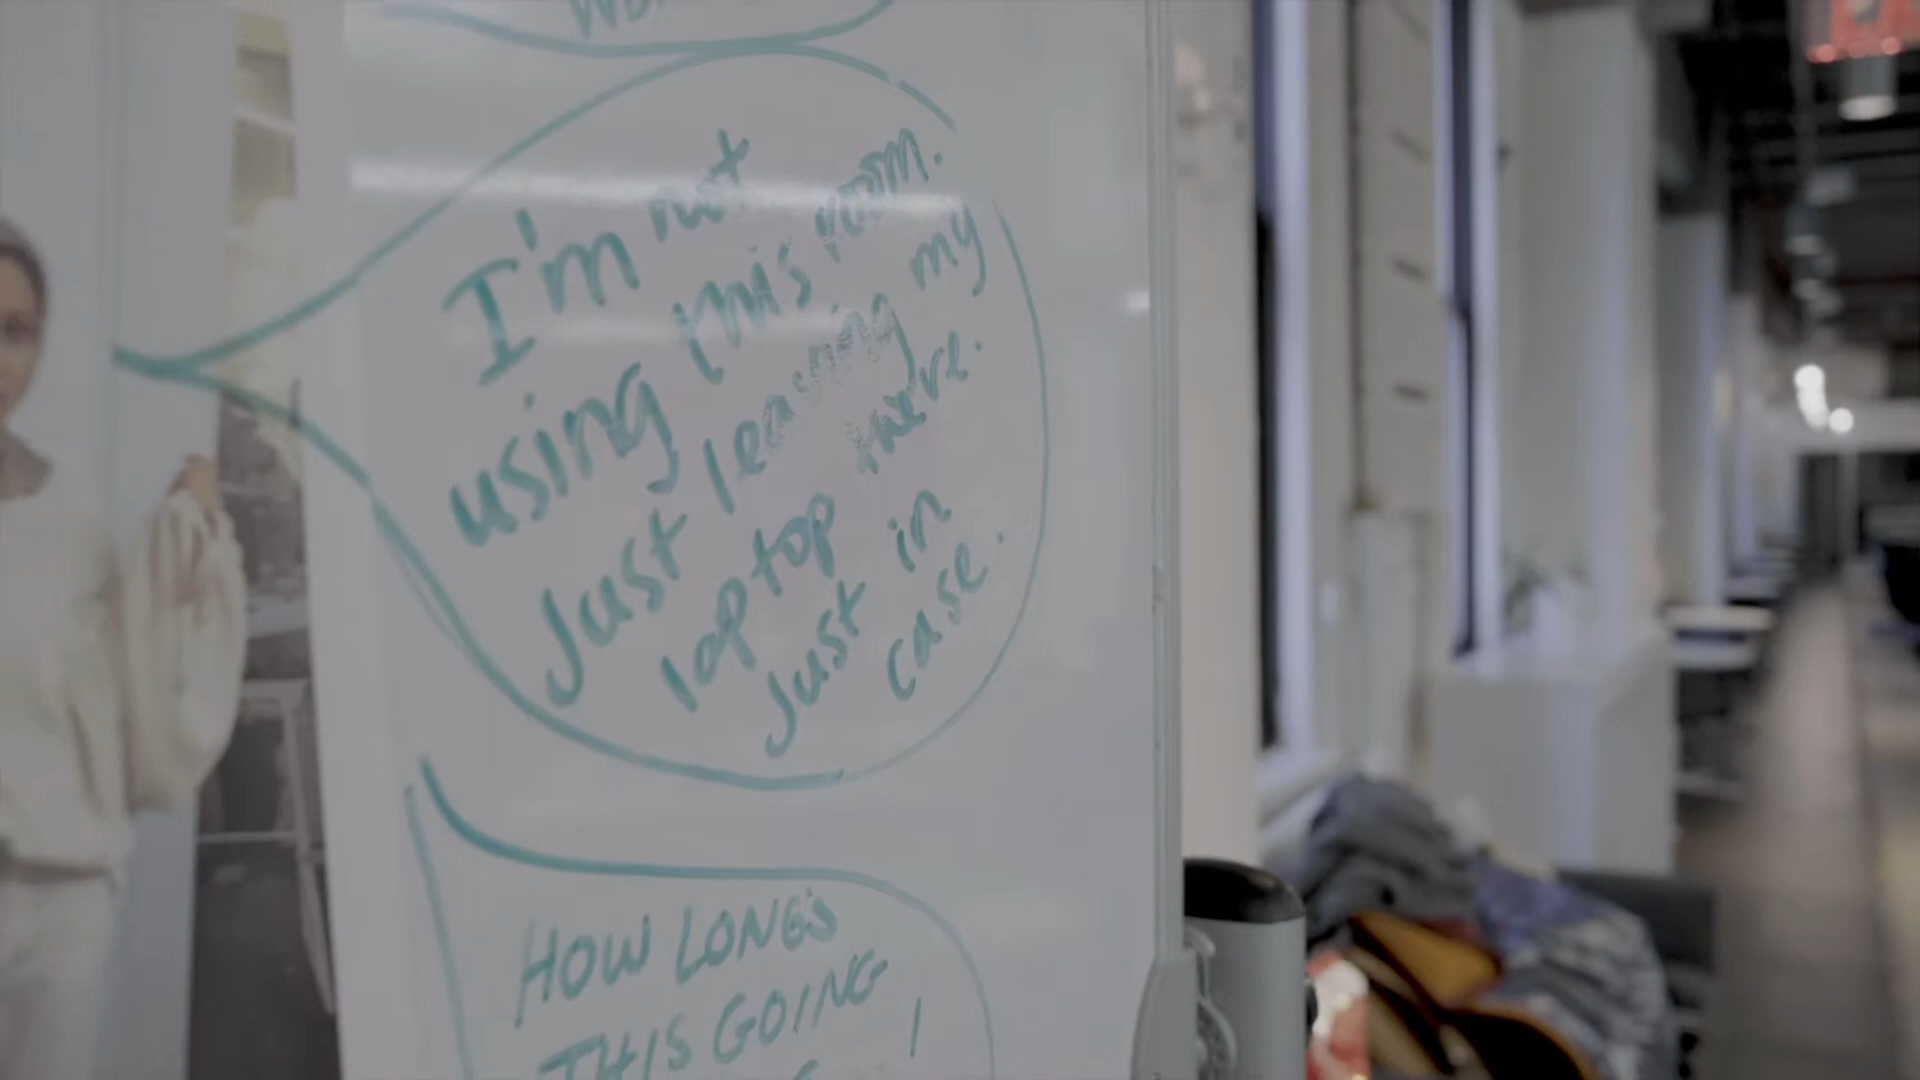 I'm not
using this room.
Just leaving my
laptop here.
Just in
case.
HOW LONG'S
THIS GOING